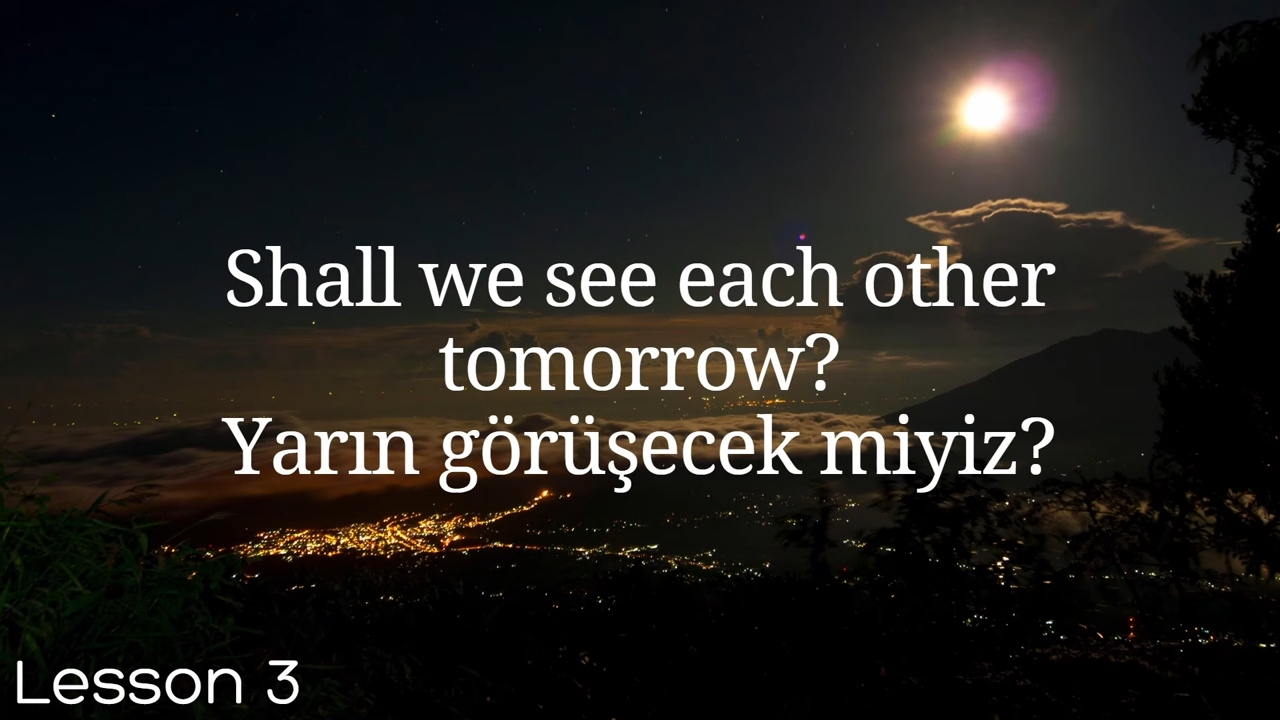 Shall we see each other
tomorrow?
Yarın görüşecek miyiz?
Lesson 3